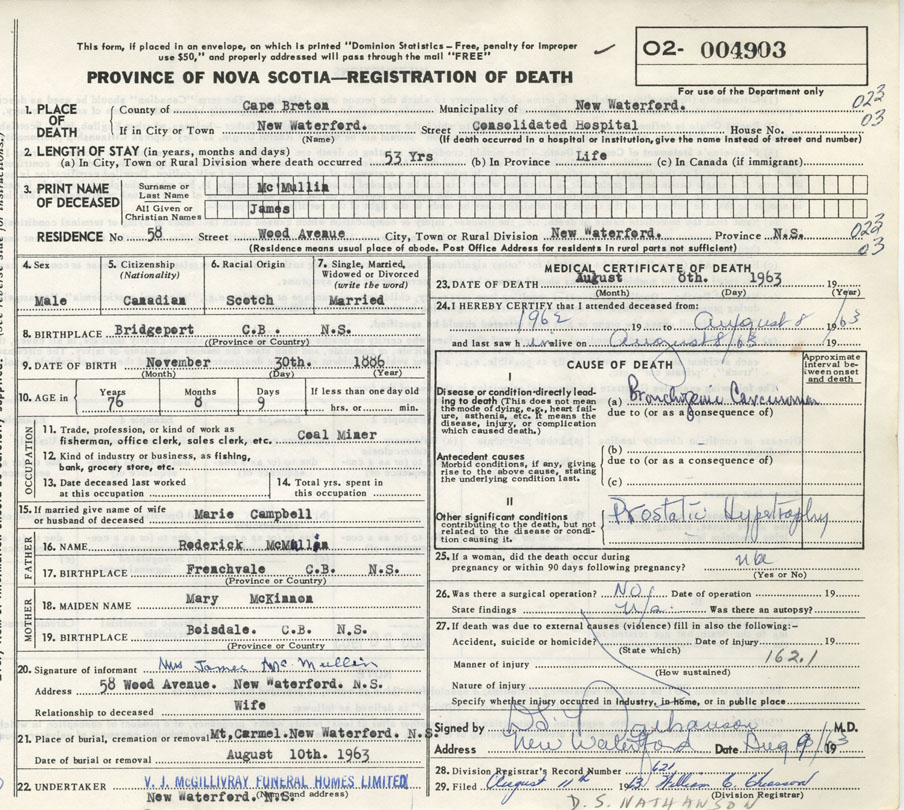 This form, if placed in an envelope, on which is printed "Dominion Statistics – Free, penalty for improper
use $50," and properly addressed will pass through the mail "FREE"
PROVINCE OF NOVA SCOTIA—REGISTRATION OF DEATH
O2- 004903
For use of the Department only
023
03
1. PLACE OF DEATH
County of Cape Breton Municipality of New Waterford.
If in City or Town New Waterford. Street Consolidated Hospital House No.
(Name) (If death occurred in a hospital or institution, give the name instead of street and number)
2. LENGTH OF STAY (in years, months and days)
(a) In City, Town or Rural Division where death occurred 53 Yrs (b) In Province Life (c) In Canada (if immigrant)
3. PRINT NAME OF DECEASED
Surname or Last Name McMullin
All Given or Christian Names James
RESIDENCE No 58 Street Wood Avenue City, Town or Rural Division New Waterford. Province N.S.
(Residence means usual place of abode. Post Office Address for residents in rural parts not sufficient)
023
03
4. Sex
Male
5. Citizenship (Nationality)
Canadian
6. Racial Origin
Scotch
7. Single, Married, Widowed or Divorced (write the word)
Married
8. BIRTHPLACE Bridgeport C.B. N.S.
(Province or Country)
9. DATE OF BIRTH November 30th. 1886
(Month) (Day) (Year)
10. AGE in Years 76 Months 8 Days 9 If less than one day old hrs. or min.
OCCUPATION
11. Trade, profession, or kind of work as
fisherman, office clerk, sales clerk, etc. Coal Miner
12. Kind of industry or business, as fishing,
bank, grocery store, etc.
13. Date deceased last worked
at this occupation
14. Total yrs. spent in
this occupation
15. If married give name of wife
or husband of deceased Marie Campbell
FATHER
16. NAME Roderick McMullin
17. BIRTHPLACE Frenchvale C.B. N.S.
(Province or Country)
MOTHER
18. MAIDEN NAME Mary McKinnon
19. BIRTHPLACE Boisdale. C.B. N.S.
(Province or Country
20. Signature of informant Mrs James McMullin
Address 58 Wood Avenue. New Waterford. N.S.
Relationship to deceased Wife
21. Place of burial, cremation or removal Mt, Carmel. New Waterford. N.S.
Date of burial or removal August 10th. 1963
22. UNDERTAKER V. J. McGILLIVRAY FUNERAL HOMES LIMITED
New Waterford. N.S. (Name and address)
MEDICAL CERTIFICATE OF DEATH
23. DATE OF DEATH August 8th. 1963 19
(Month) (Day) (Year)
24. I HEREBY CERTIFY that I attended deceased from:
1962 19 to August 8 1963
and last saw h im alive on August 8/63 19
CAUSE OF DEATH
Approximate interval between onset and death
I
Disease or condition directly leading to death (This does not mean
the mode of dying, e.g., heart failure, asthenia, etc. It means the
disease, injury, or complication
which caused death.)
(a) Bronchogenic Carcinoma
due to (or as a consequence of)
Antecedent causes
Morbid conditions, if any, giving
rise to the above cause, stating
the underlying condition last.
(b)
due to (or as a consequence of)
(c)
II
Other significant conditions
contributing to the death, but not
related to the disease or condition causing it.
Prostatic Hypertrophy
25. If a woman, did the death occur during
pregnancy or within 90 days following pregnancy? na
(Yes or No)
26. Was there a surgical operation? No Date of operation 19
State findings n/a Was there an autopsy?
27. If death was due to external causes (violence) fill in also the following:-
Accident, suicide or homicide? Date of injury 19
(State which)
162.1
Manner of injury
(How sustained)
Nature of injury
Specify whether injury occurred in industry, in home, or in public place
Signed by D S Nathanson M.D.
Address New Waterford Date Aug 9/63
28. Division Registrar's Record Number 621
29. Filed August 11th 1963 William E Chiasson
(Division Registrar)
D. S. NATHANSON